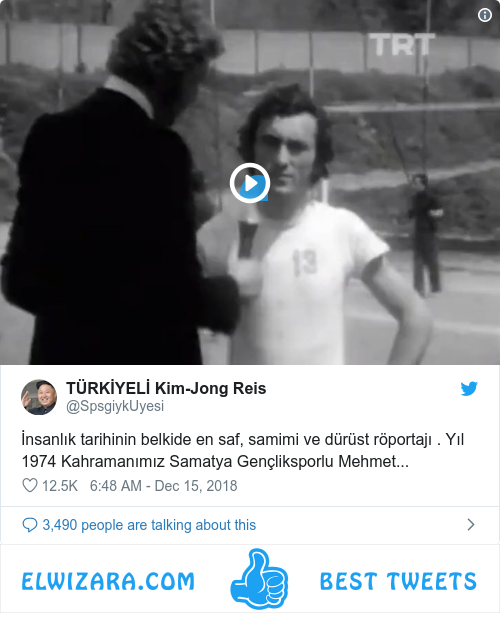 TRT
13
TÜRKİYELİ Kim-Jong Reis
@SpsgiykUyesi
İnsanlık tarihinin belkide en saf, samimi ve dürüst röportajı . Yıl
1974 Kahramanımız Samatya Gençliksporlu Mehmet...
12.5K 6:48 AM - Dec 15, 2018
3,490 people are talking about this
ELWIZARA.COM BEST TWEETS